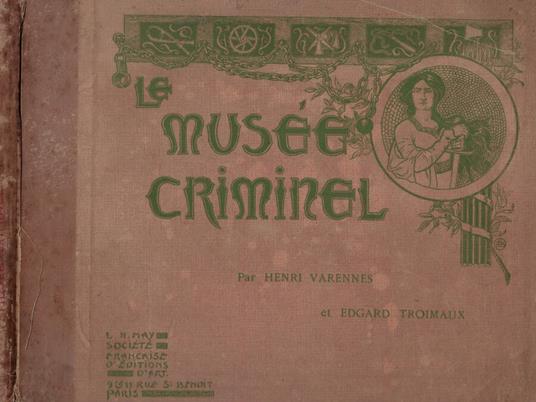 LE
MUSÉE
CRIMINEL
Par HENRI VARENNES
et EDGARD TROIMAUX
L. H. MAY
SOCIÉTÉ
FRANÇAISE
D'ÉDITIONS
D'ART
9 & 11 RUE St BENOIT
PARIS